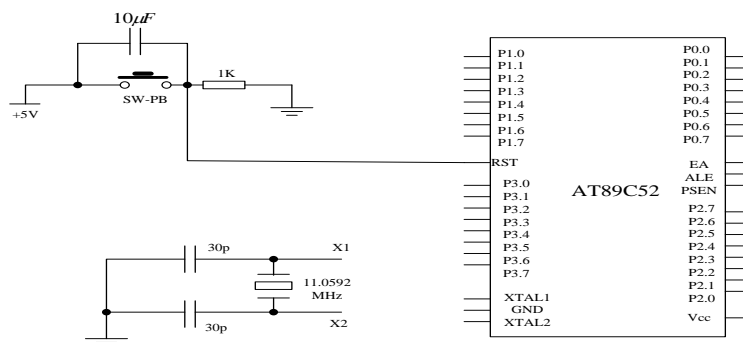 10μF
1K
SW-PB
+5V
30p
X1
11.0592
MHz
30p
X2
P1.0
P1.1
P1.2
P1.3
P1.4
P1.5
P1.6
P1.7
RST
P3.0
P3.1
P3.2
P3.3
P3.4
P3.5
P3.6
P3.7
XTAL1
GND
XTAL2
AT89C52
P0.0
P0.1
P0.2
P0.3
P0.4
P0.5
P0.6
P0.7
EA
ALE
PSEN
P2.7
P2.6
P2.5
P2.4
P2.3
P2.2
P2.1
P2.0
Vcc